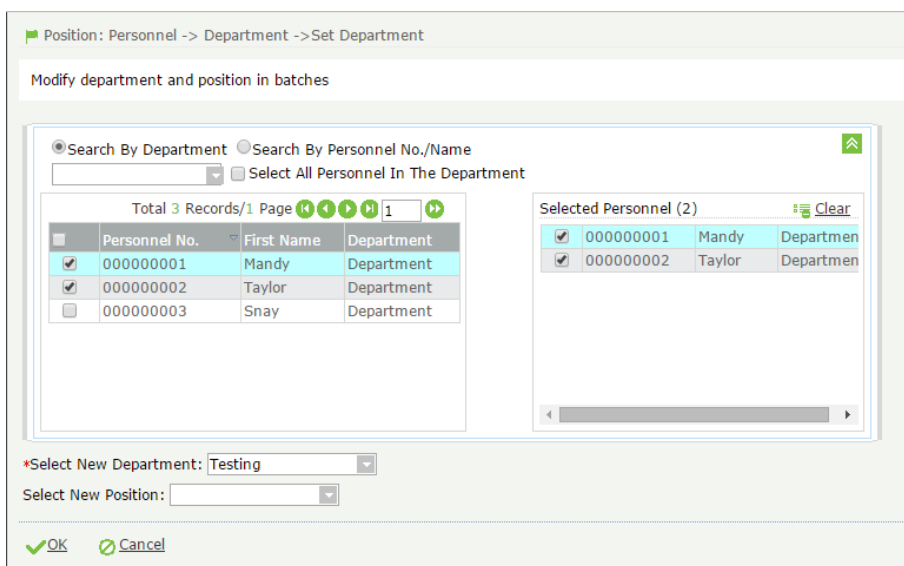 Position: Personnel -> Department ->Set Department
Modify department and position in batches
Search By Department Search By Personnel No./Name
Select All Personnel In The Department
Total 3 Records/1 Page 1
Personnel No. First Name Department
000000001 Mandy Department
000000002 Taylor Department
000000003 Snay Department
Selected Personnel (2) Clear
000000001 Mandy Departmen
000000002 Taylor Departmen
*Select New Department: Testing
Select New Position:
OK Cancel